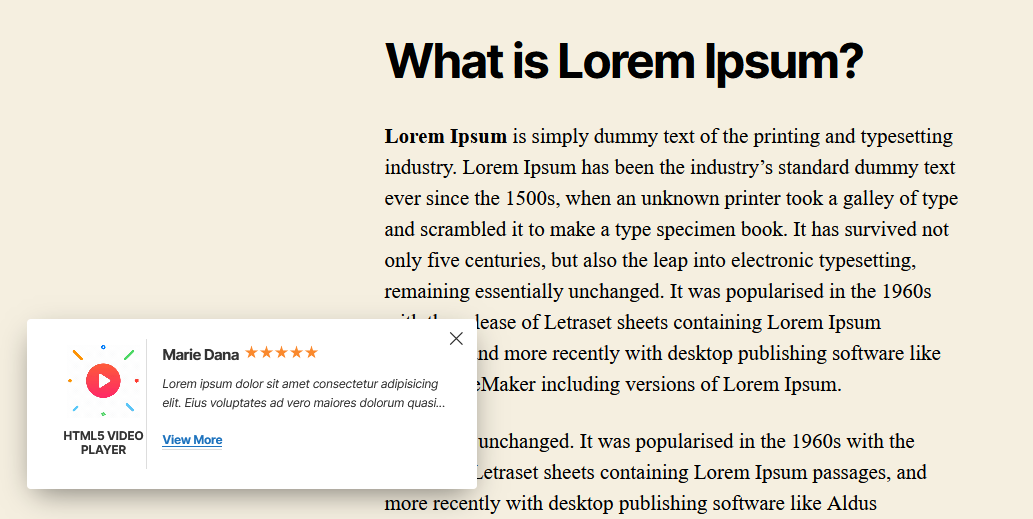 What is Lorem Ipsum?
Lorem Ipsum is simply dummy text of the printing and typesetting
industry. Lorem Ipsum has been the industry’s standard dummy text
ever since the 1500s, when an unknown printer took a galley of type
and scrambled it to make a type specimen book. It has survived not
only five centuries, but also the leap into electronic typesetting,
remaining essentially unchanged. It was popularised in the 1960s
lease of Letraset sheets containing Lorem Ipsum
nd more recently with desktop publishing software like
eMaker including versions of Lorem Ipsum.
unchanged. It was popularised in the 1960s with the
Letraset sheets containing Lorem Ipsum passages, and
more recently with desktop publishing software like Aldus
HTML5 VIDEO
PLAYER
Marie Dana ★★★★★
Lorem ipsum dolor sit amet consectetur adipisicing
elit. Eius voluptates ad vero maiores dolorum quasi...
View More